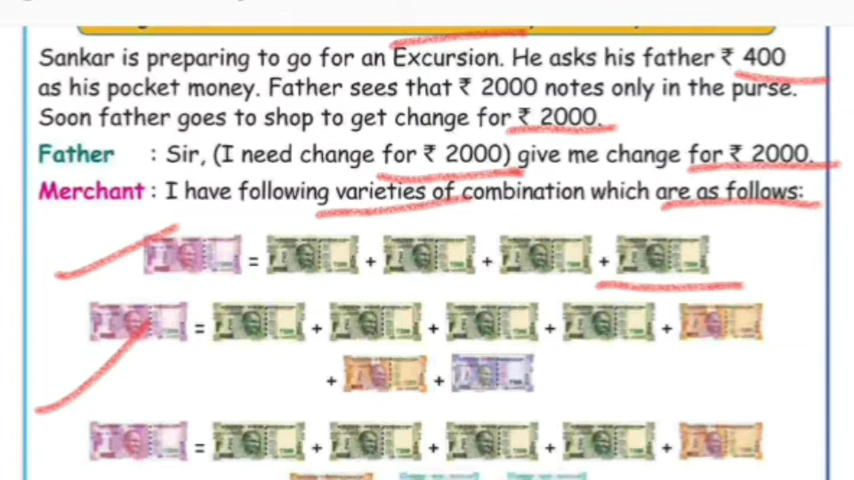 Sankar is preparing to go for an Excursion. He asks his father ₹ 400
as his pocket money. Father sees that ₹ 2000 notes only in the purse.
Soon father goes to shop to get change for ₹ 2000.
Father : Sir, (I need change for ₹ 2000) give me change for ₹ 2000.
Merchant : I have following varieties of combination which are as follows:
= + + +
= + + + +
+ +
= + + + +